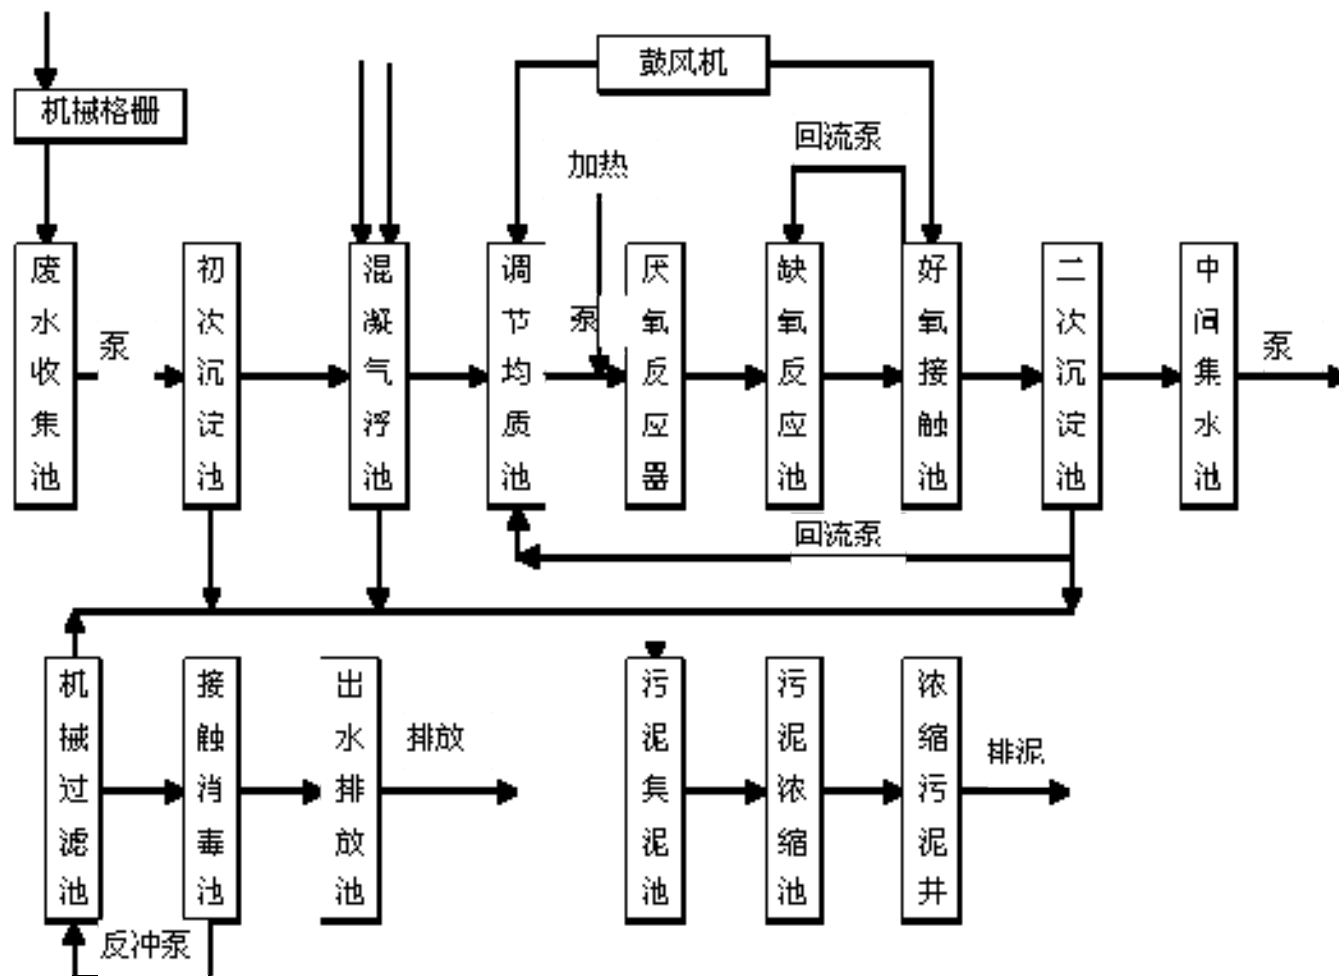 鼓风机
机械格栅
回流泵
加热
废水收集池
泵
初次沉淀池
混凝气浮池
调节均质池
泵
厌氧反应器
缺氧反应池
好氧接触池
二次沉淀池
中间集水池
泵
回流泵
机械过滤池
接触消毒池
出水排放池
排放
污泥集泥池
污泥浓缩池
浓缩污泥井
排泥
反冲泵